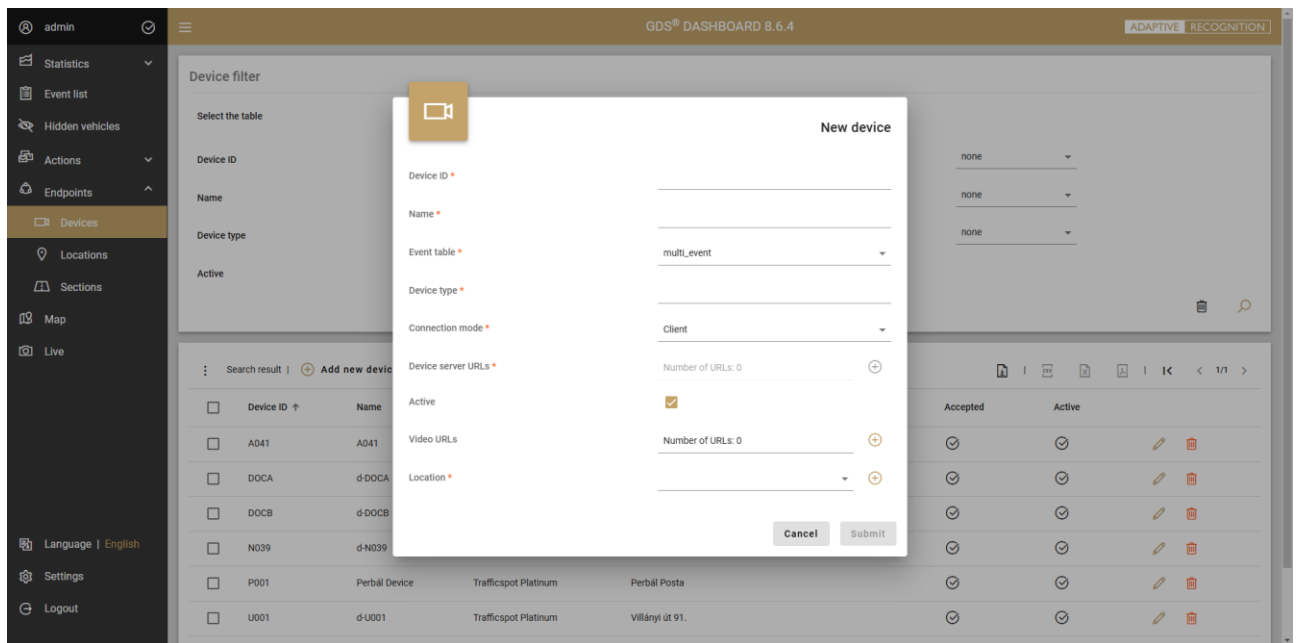 admin
GDS® DASHBOARD 8.6.4
ADAPTIVE RECOGNITION
Statistics
Event list
Hidden vehicles
Actions
Endpoints
Devices
Locations
Sections
Map
Live
Language | English
Settings
Logout
Device filter
Select the table
Device ID
none
Name
none
Device type
none
Active
New device
Device ID *
Name *
Event table * multi_event
Device type *
Connection mode * Client
Device server URLs * Number of URLs: 0
Active
Video URLs Number of URLs: 0
Location *
Cancel Submit
Search result | Add new devic
1/1
Device ID Name Accepted Active
A041 A041
DOCA d-DOCA
DOCB d-DOCB
N039 d-N039
P001 Perbál Device Trafficspot Platinum Perbál Posta
U001 d-U001 Trafficspot Platinum Villányi út 91.